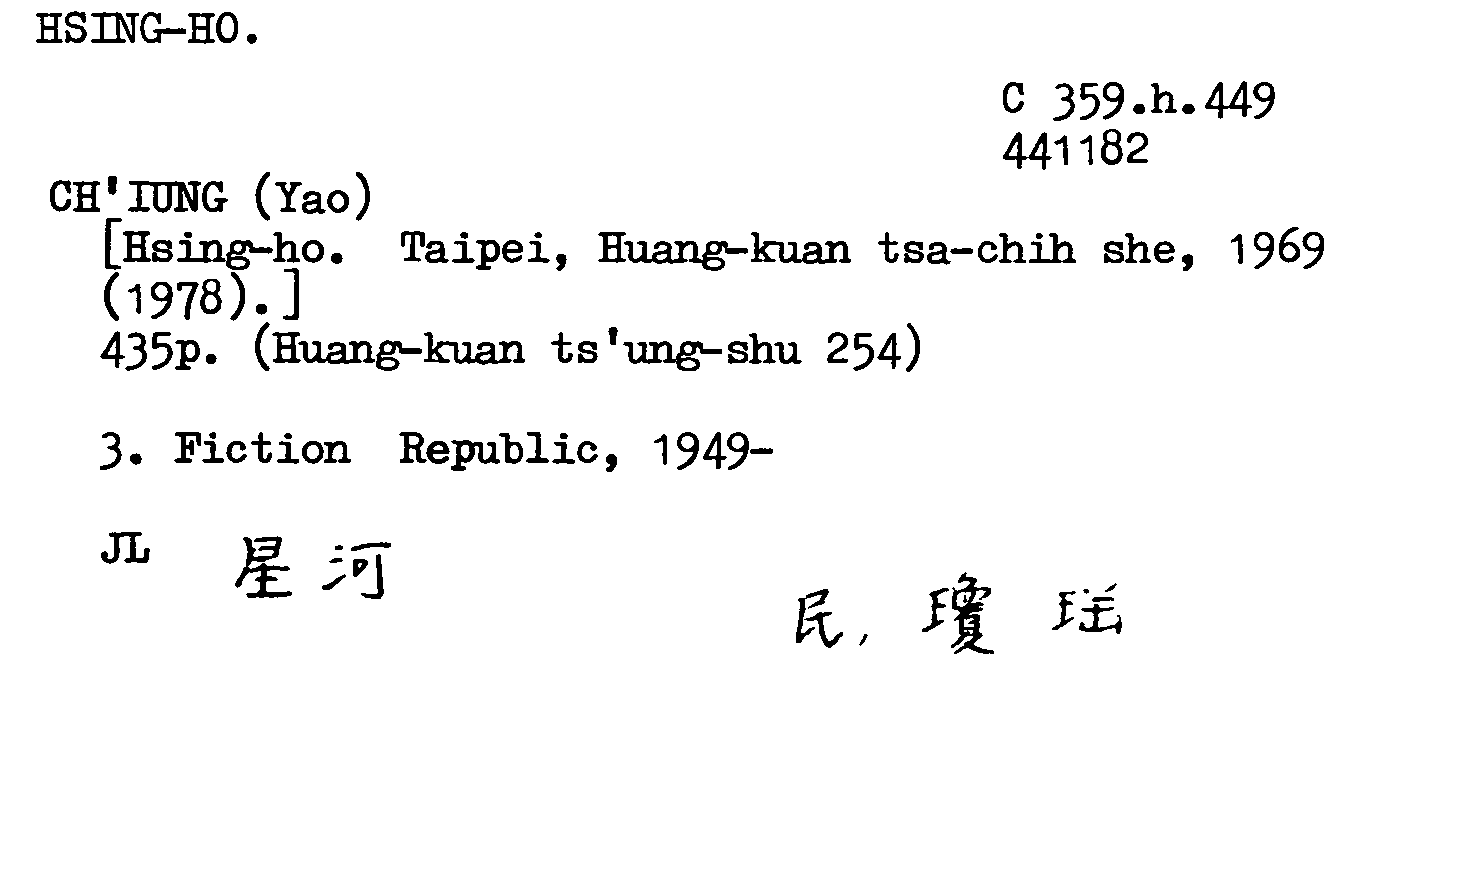 HSING-HO.
C 359.h.449
441182
CH'IUNG (Yao)
[Hsing-ho. Taipei, Huang-kuan tsa-chih she, 1969
(1978).]
435p. (Huang-kuan ts'ung-shu 254)
3. Fiction Republic, 1949-
JL 星河
民, 瓊 瑤